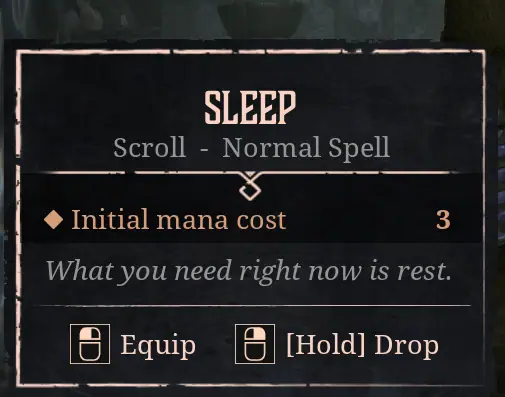 SLEEP
Scroll - Normal Spell
Initial mana cost 3
What you need right now is rest.
Equip [Hold] Drop